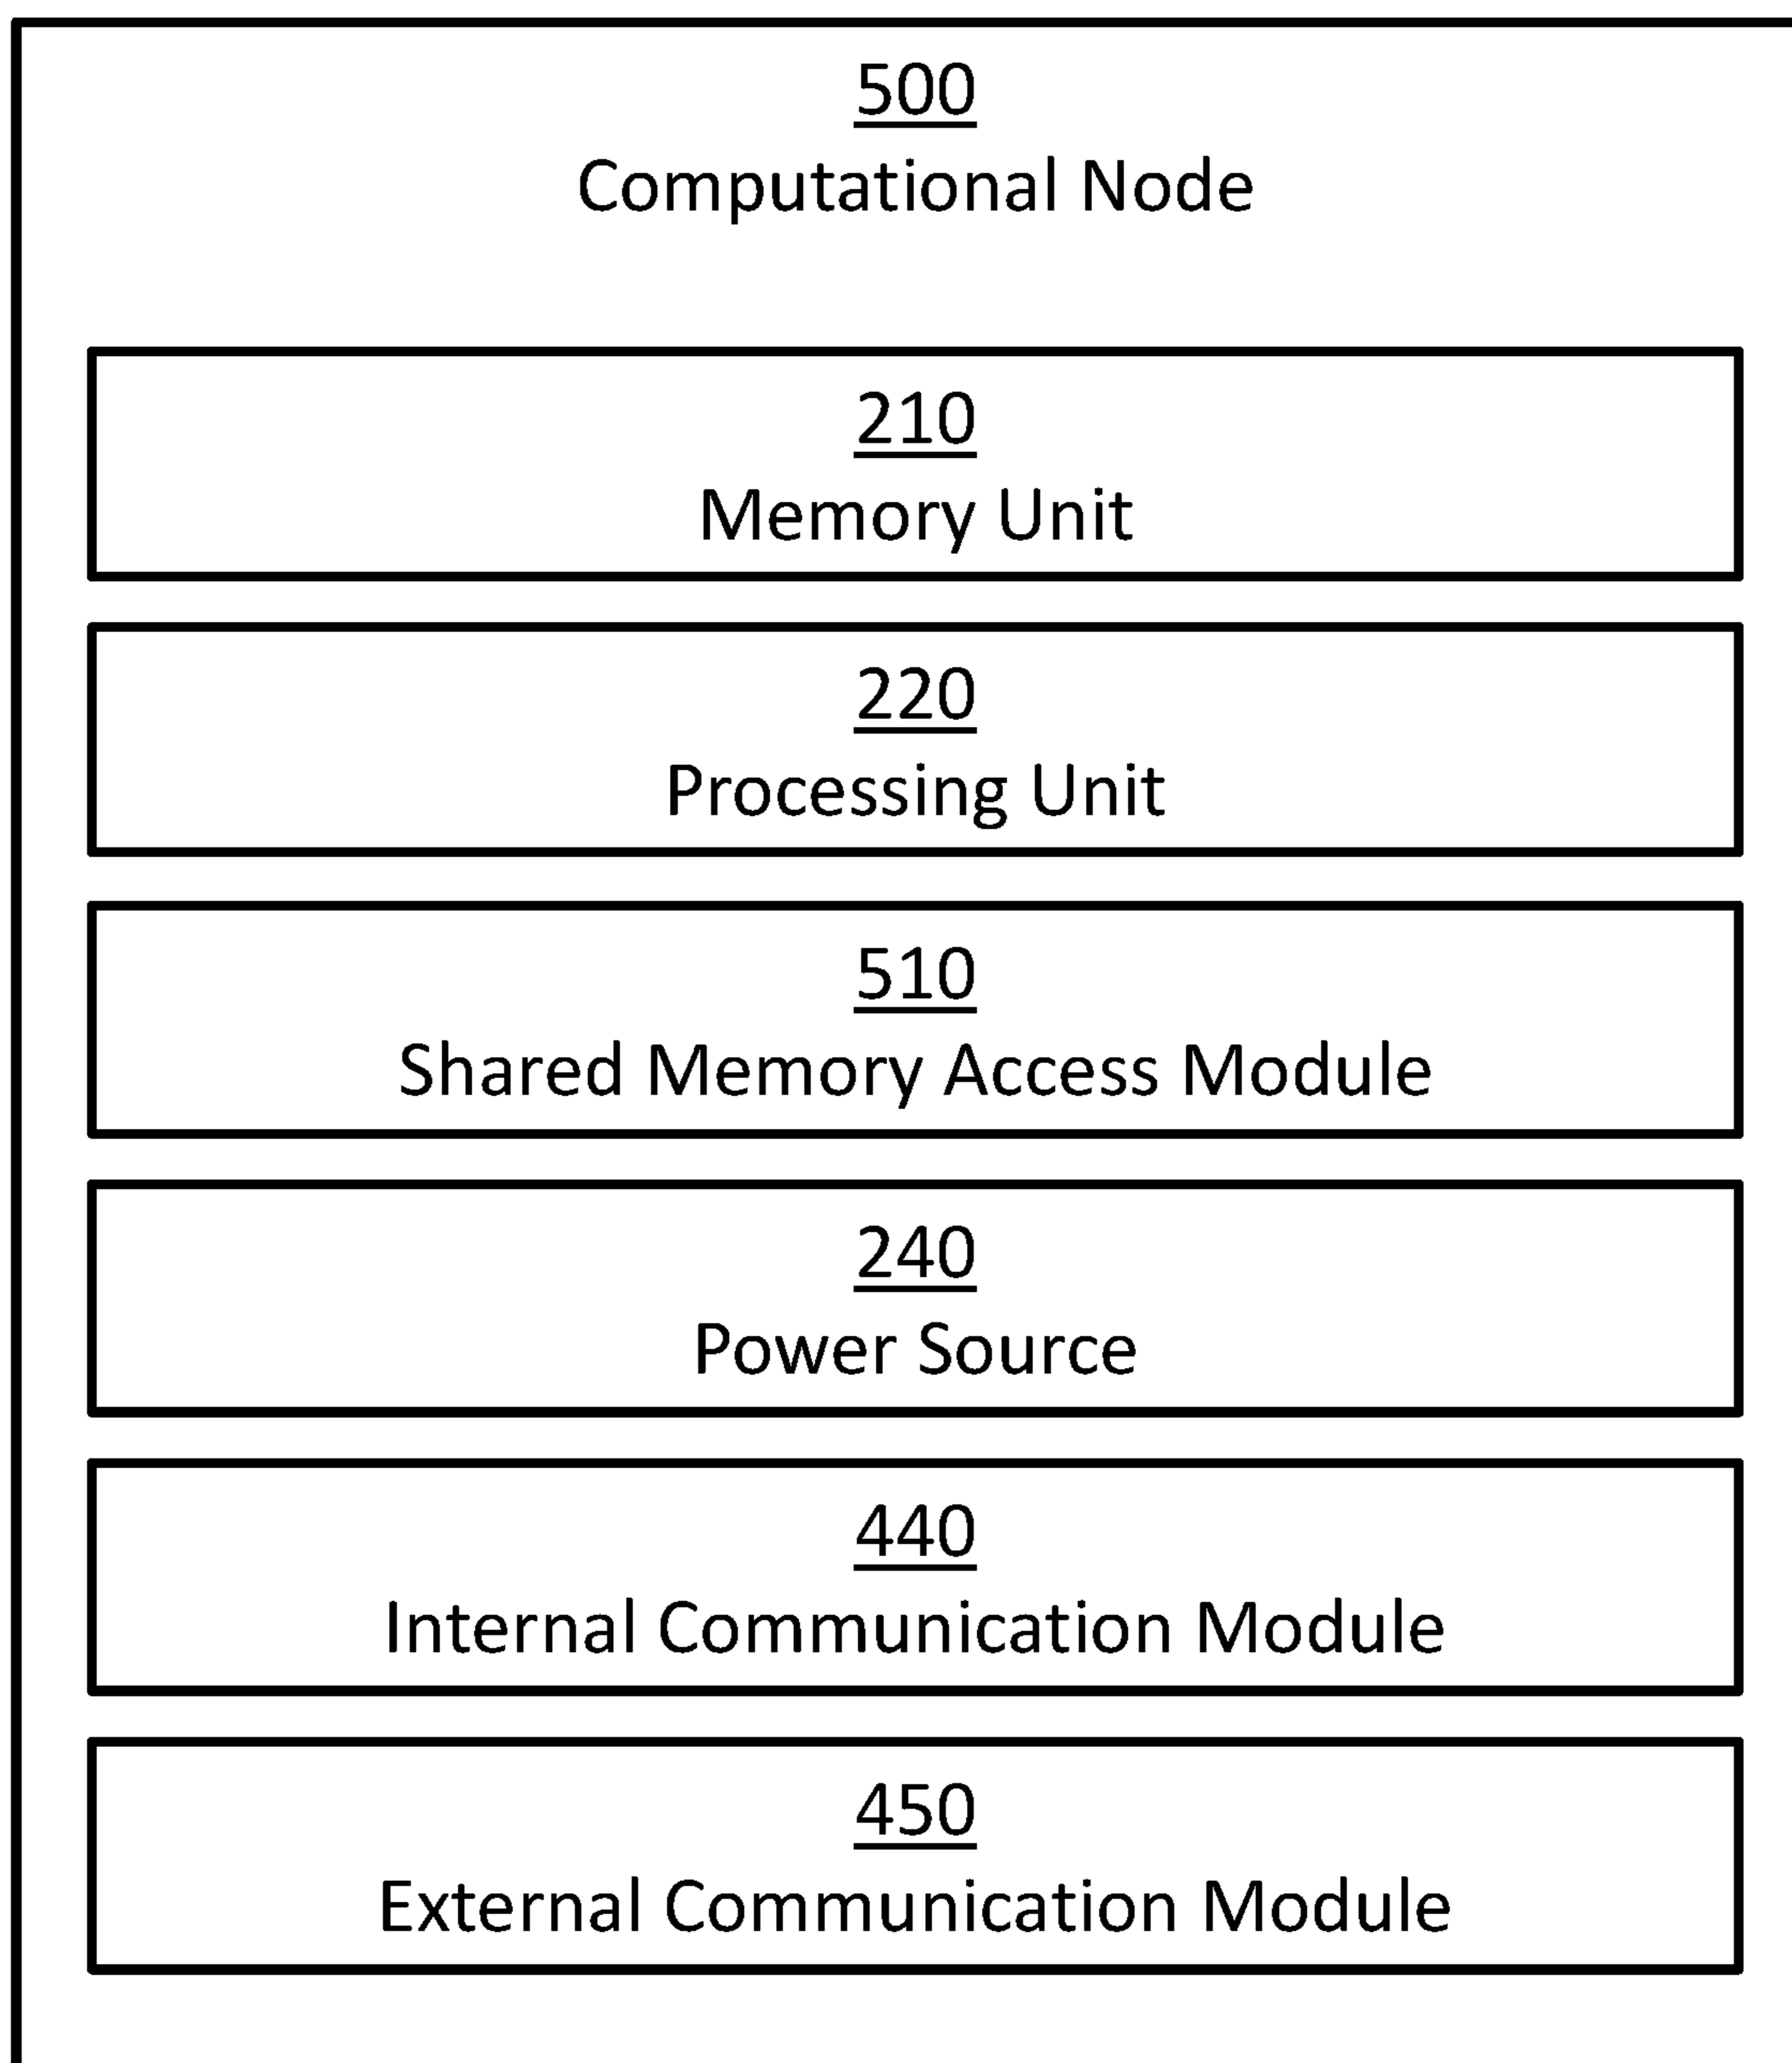 500
Computational Node
210
Memory Unit
220
Processing Unit
510
Shared Memory Access Module
240
Power Source
440
Internal Communication Module
450
External Communication Module